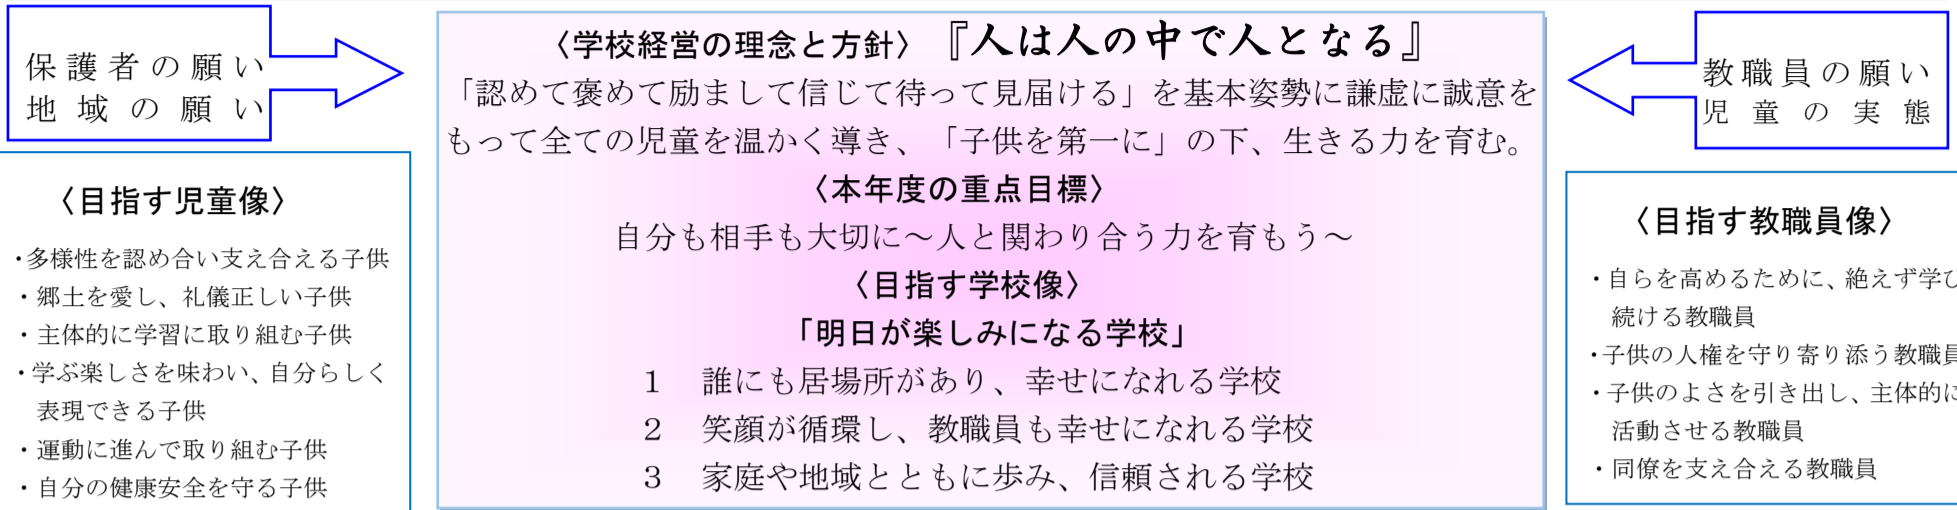 保護者の願い
地域の願い
〈目指す児童像〉
・多様性を認め合い支え合える子供
・郷土を愛し、礼儀正しい子供
・主体的に学習に取り組む子供
・学ぶ楽しさを味わい、自分らしく
表現できる子供
・運動に進んで取り組む子供
・自分の健康安全を守る子供
〈学校経営の理念と方針〉『人は人の中で人となる』
「認めて褒めて励まして信じて待って見届ける」を基本姿勢に謙虚に誠意を
もって全ての児童を温かく導き、「子供を第一に」の下、生きる力を育む。
〈本年度の重点目標〉
自分も相手も大切に～人と関わり合う力を育もう～
〈目指す学校像〉
「明日が楽しみになる学校」
1 誰にも居場所があり、幸せになれる学校
2 笑顔が循環し、教職員も幸せになれる学校
3 家庭や地域とともに歩み、信頼される学校
教職員の願い
児童の実態
〈目指す教職員像〉
・自らを高めるために、絶えず学び
続ける教職員
・子供の人権を守り寄り添う教職員
・子供のよさを引き出し、主体的に
活動させる教職員
・同僚を支え合える教職員